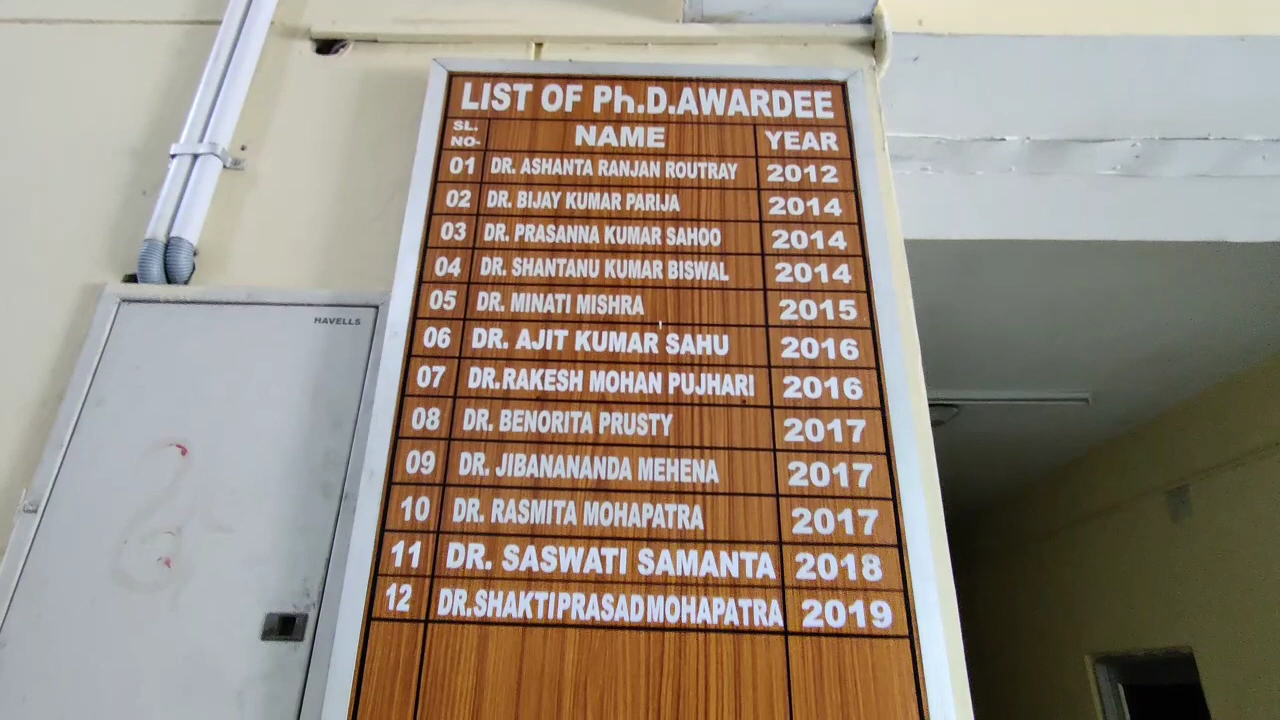 LIST OF Ph.D.AWARDEE
SL. NO- NAME YEAR
01 DR. ASHANTA RANJAN ROUTRAY 2012
02 DR. BIJAY KUMAR PARIJA 2014
03 DR. PRASANNA KUMAR SAHOO 2014
04 DR. SHANTANU KUMAR BISWAL 2014
05 DR. MINATI MISHRA 2015
06 DR. AJIT KUMAR SAHU 2016
07 DR.RAKESH MOHAN PUJHARI 2016
08 DR. BENORITA PRUSTY 2017
09 DR. JIBANANANDA MEHENA 2017
10 DR. RASMITA MOHAPATRA 2017
11 DR. SASWATI SAMANTA 2018
12 DR.SHAKTIPRASADMOHAPATRA 2019
HAVELLS